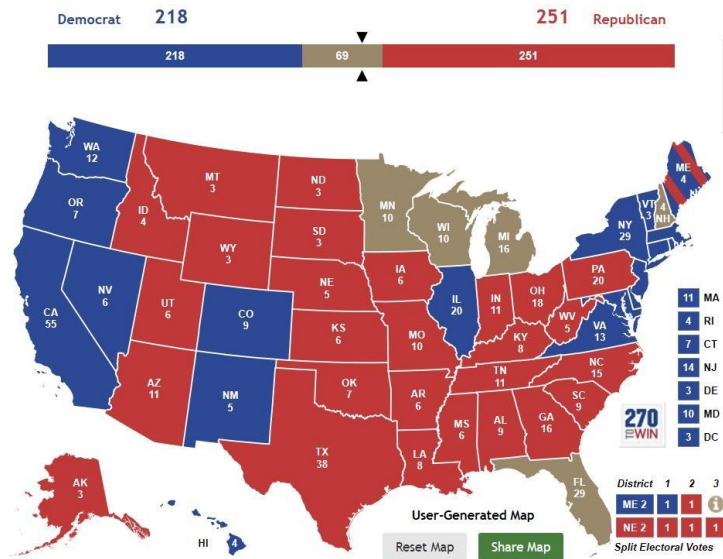 Democrat 218 251 Republican
218 69 251
WA
12
OR
7
CA
55
NV
6
ID
4
MT
3
WY
3
UT
6
AZ
11
CO
9
NM
5
ND
3
SD
3
NE
5
KS
6
OK
7
TX
38
MN
10
IA
6
MO
10
AR
6
LA
8
WI
10
IL
20
MI
16
IN
11
OH
18
KY
8
TN
11
MS
6
AL
9
GA
16
FL
29
SC
9
NC
15
VA
13
WV
5
PA
20
NY
29
VT
3
4
NH
ME
4
AK
3
HI 4
11 MA
4 RI
7 CT
14 NJ
3 DE
10 MD
3 DC
270
TO WIN
District 1 2 3
ME 2 1 1 i
NE 2 1 1 1
Split Electoral Votes
User-Generated Map
Reset Map Share Map